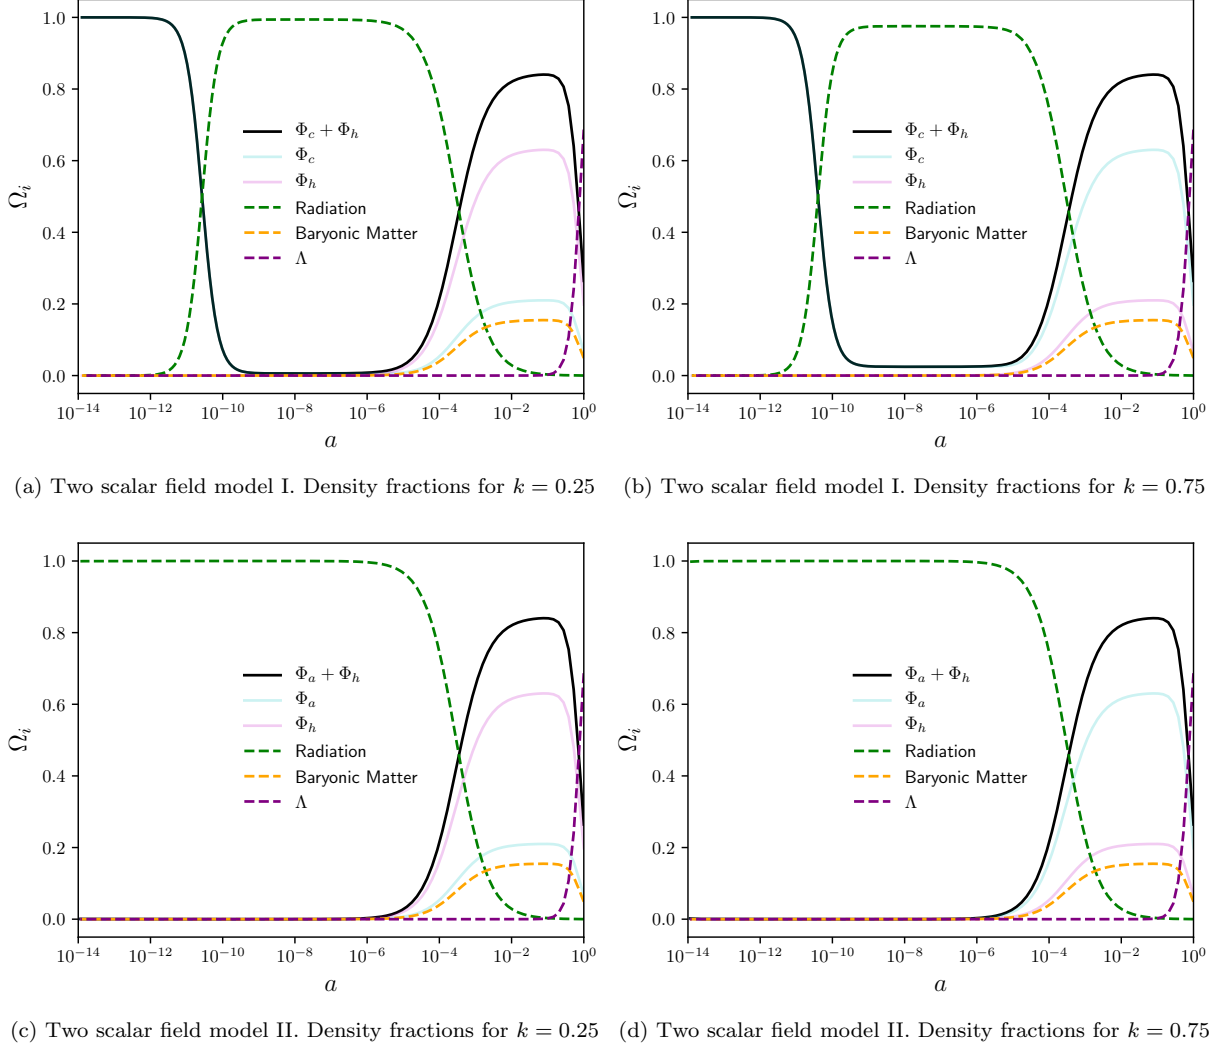 1.0
0.8
0.6
0.4
0.2
0.0
Ω_i
Φ_c + Φ_h
Φ_c
Φ_h
Radiation
Baryonic Matter
Λ
10^−14 10^−12 10^−10 10^−8 10^−6 10^−4 10^−2 10^0
a
(a) Two scalar field model I. Density fractions for k = 0.25
1.0
0.8
0.6
0.4
0.2
0.0
Ω_i
Φ_c + Φ_h
Φ_c
Φ_h
Radiation
Baryonic Matter
Λ
10^−14 10^−12 10^−10 10^−8 10^−6 10^−4 10^−2 10^0
a
(b) Two scalar field model I. Density fractions for k = 0.75
1.0
0.8
0.6
0.4
0.2
0.0
Ω_i
Φ_a + Φ_h
Φ_a
Φ_h
Radiation
Baryonic Matter
Λ
10^−14 10^−12 10^−10 10^−8 10^−6 10^−4 10^−2 10^0
a
(c) Two scalar field model II. Density fractions for k = 0.25
1.0
0.8
0.6
0.4
0.2
0.0
Ω_i
Φ_a + Φ_h
Φ_a
Φ_h
Radiation
Baryonic Matter
Λ
10^−14 10^−12 10^−10 10^−8 10^−6 10^−4 10^−2 10^0
a
(d) Two scalar field model II. Density fractions for k = 0.75